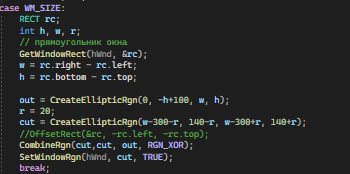 case WM_SIZE:
RECT rc;
int h, w, r;
// прямоугольник окна
GetWindowRect(hWnd, &rc);
w = rc.right - rc.left;
h = rc.bottom - rc.top;
out = CreateEllipticRgn(0, -h+100, w, h);
r = 20;
cut = CreateEllipticRgn(w-300-r, 140-r, w-300+r, 140+r);
//OffsetRect(&rc, -rc.left, -rc.top);
CombineRgn(cut,cut, out, RGN_XOR);
SetWindowRgn(hWnd, cut, TRUE);
break;